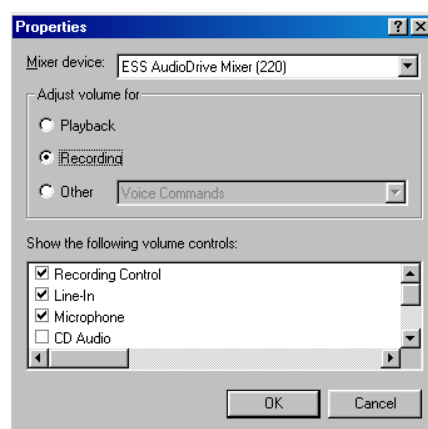 Properties
Mixer device: ESS AudioDrive Mixer (220)
Adjust volume for
Playback
Recording
Other Voice Commands
Show the following volume controls:
Recording Control
Line-In
Microphone
CD Audio
OK Cancel